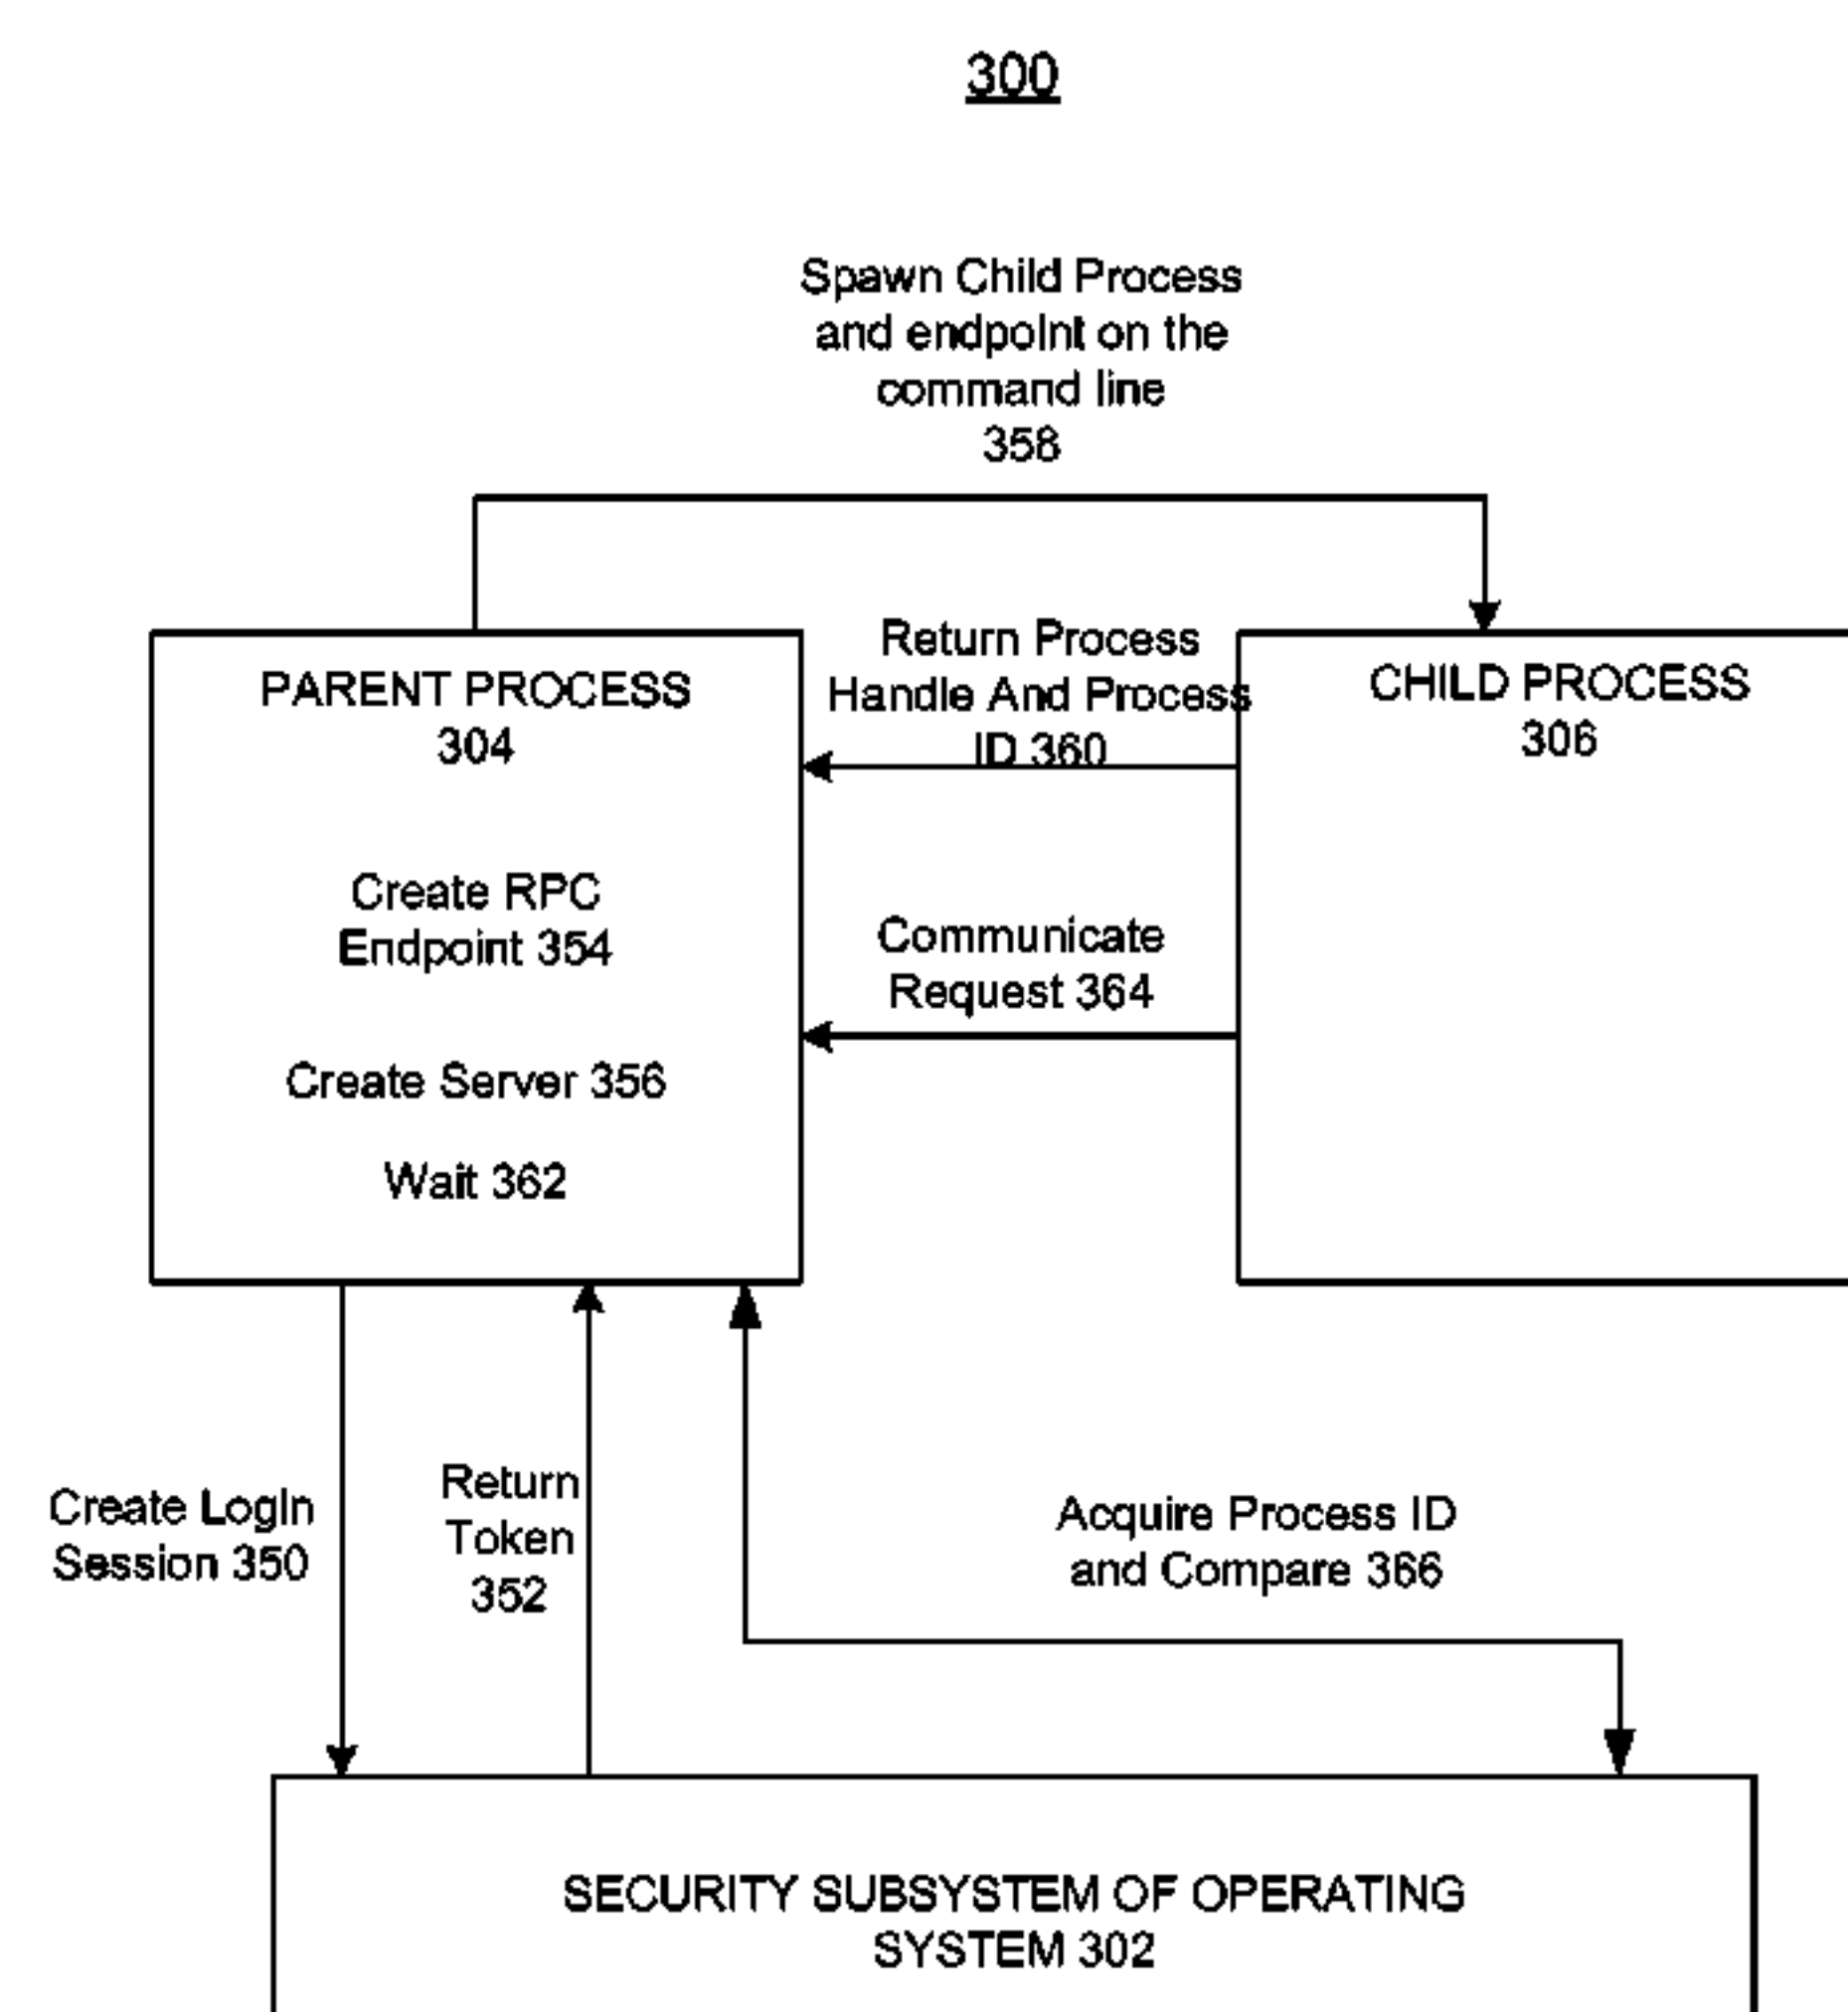 300
Spawn Child Process
and endpoint on the
command line
358
PARENT PROCESS
304
Create RPC
Endpoint 354
Create Server 356
Wait 362
Return Process
Handle And Process
ID 360
Communicate
Request 364
CHILD PROCESS
306
Create LogIn
Session 350
Return
Token
352
Acquire Process ID
and Compare 366
SECURITY SUBSYSTEM OF OPERATING
SYSTEM 302